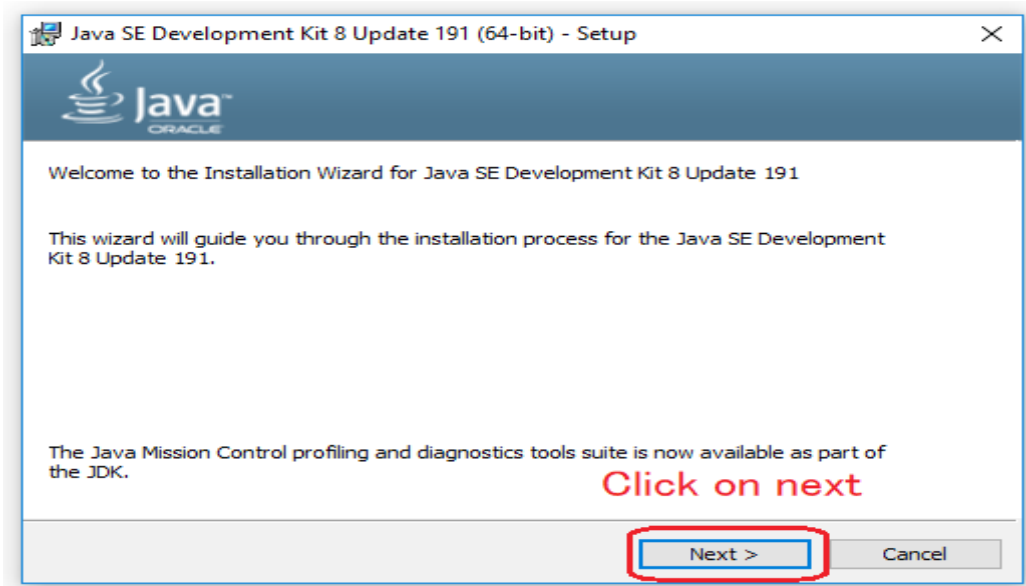 Java SE Development Kit 8 Update 191 (64-bit) - Setup
Java™
ORACLE
Welcome to the Installation Wizard for Java SE Development Kit 8 Update 191
This wizard will guide you through the installation process for the Java SE Development
Kit 8 Update 191.
The Java Mission Control profiling and diagnostics tools suite is now available as part of
the JDK.
Click on next
Next >
Cancel